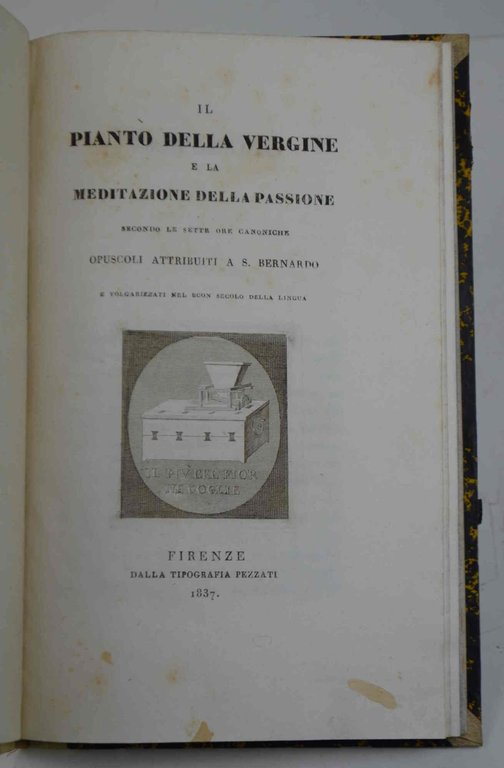 IL
PIANTO DELLA VERGINE
E LA
MEDITAZIONE DELLA PASSIONE
SECONDO LE SETTE ORE CANONICHE
OPUSCOLI ATTRIBUITI A S. BERNARDO
E VOLGARIZZATI NEL BUON SECOLO DELLA LINGUA
IL PIÙ BEL FIOR
NE COGLIE
FIRENZE
DALLA TIPOGRAFIA PEZZATI
1837.